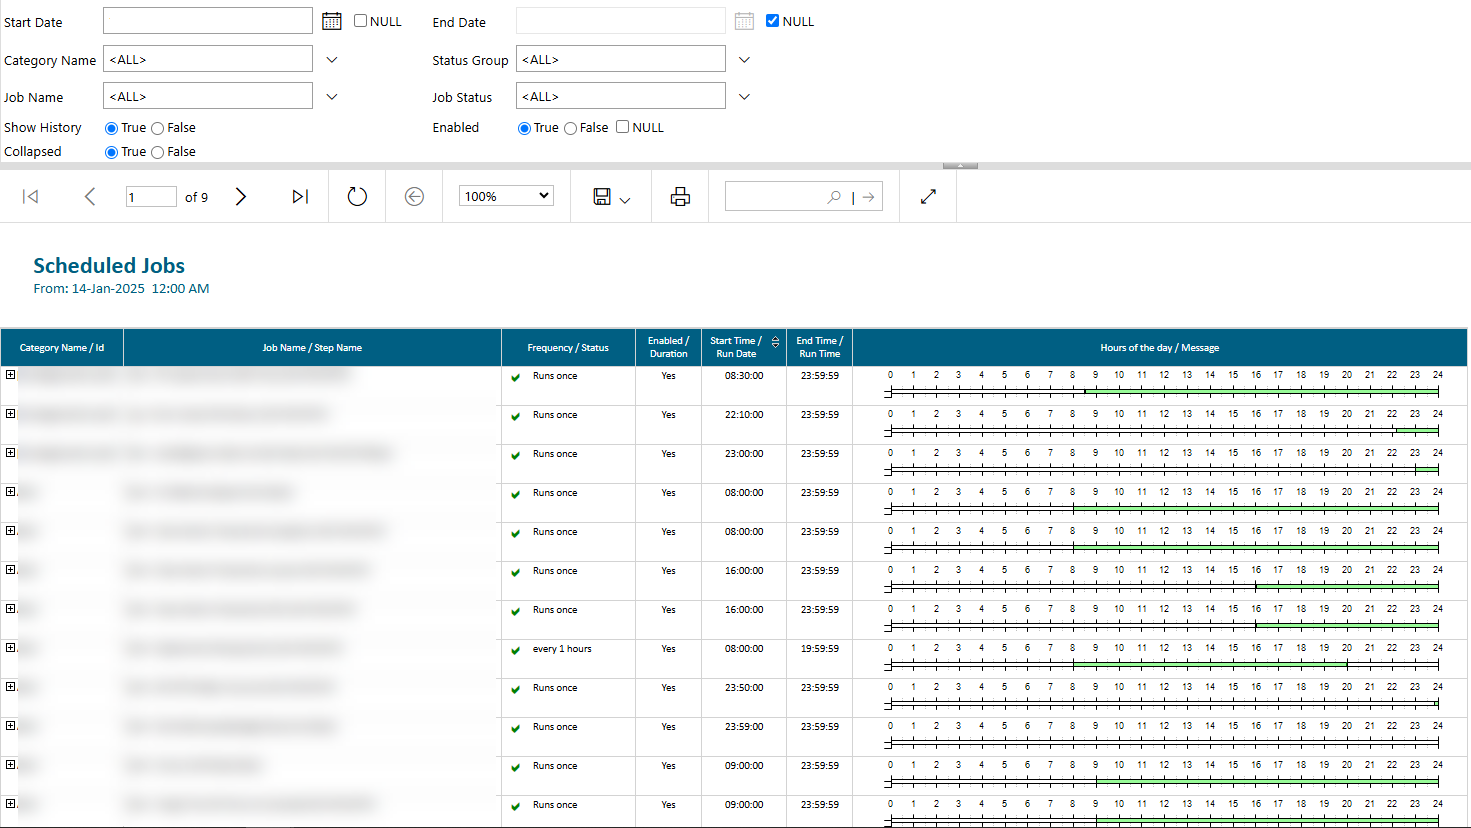 Start Date NULL End Date NULL
Category Name <ALL> Status Group <ALL>
Job Name <ALL> Job Status <ALL>
Show History True False Enabled True False NULL
Collapsed True False
1 of 9 100% |
Scheduled Jobs
From: 14-Jan-2025 12:00 AM
Category Name / Id Job Name / Step Name Frequency / Status Enabled / Duration Start Time / Run Date End Time / Run Time Hours of the day / Message
Runs once Yes 08:30:00 23:59:59 0 1 2 3 4 5 6 7 8 9 10 11 12 13 14 15 16 17 18 19 20 21 22 23 24
Runs once Yes 22:10:00 23:59:59 0 1 2 3 4 5 6 7 8 9 10 11 12 13 14 15 16 17 18 19 20 21 22 23 24
Runs once Yes 23:00:00 23:59:59 0 1 2 3 4 5 6 7 8 9 10 11 12 13 14 15 16 17 18 19 20 21 22 23 24
Runs once Yes 08:00:00 23:59:59 0 1 2 3 4 5 6 7 8 9 10 11 12 13 14 15 16 17 18 19 20 21 22 23 24
Runs once Yes 08:00:00 23:59:59 0 1 2 3 4 5 6 7 8 9 10 11 12 13 14 15 16 17 18 19 20 21 22 23 24
Runs once Yes 16:00:00 23:59:59 0 1 2 3 4 5 6 7 8 9 10 11 12 13 14 15 16 17 18 19 20 21 22 23 24
Runs once Yes 16:00:00 23:59:59 0 1 2 3 4 5 6 7 8 9 10 11 12 13 14 15 16 17 18 19 20 21 22 23 24
every 1 hours Yes 08:00:00 19:59:59 0 1 2 3 4 5 6 7 8 9 10 11 12 13 14 15 16 17 18 19 20 21 22 23 24
Runs once Yes 23:50:00 23:59:59 0 1 2 3 4 5 6 7 8 9 10 11 12 13 14 15 16 17 18 19 20 21 22 23 24
Runs once Yes 23:59:00 23:59:59 0 1 2 3 4 5 6 7 8 9 10 11 12 13 14 15 16 17 18 19 20 21 22 23 24
Runs once Yes 09:00:00 23:59:59 0 1 2 3 4 5 6 7 8 9 10 11 12 13 14 15 16 17 18 19 20 21 22 23 24
Runs once Yes 09:00:00 23:59:59 0 1 2 3 4 5 6 7 8 9 10 11 12 13 14 15 16 17 18 19 20 21 22 23 24